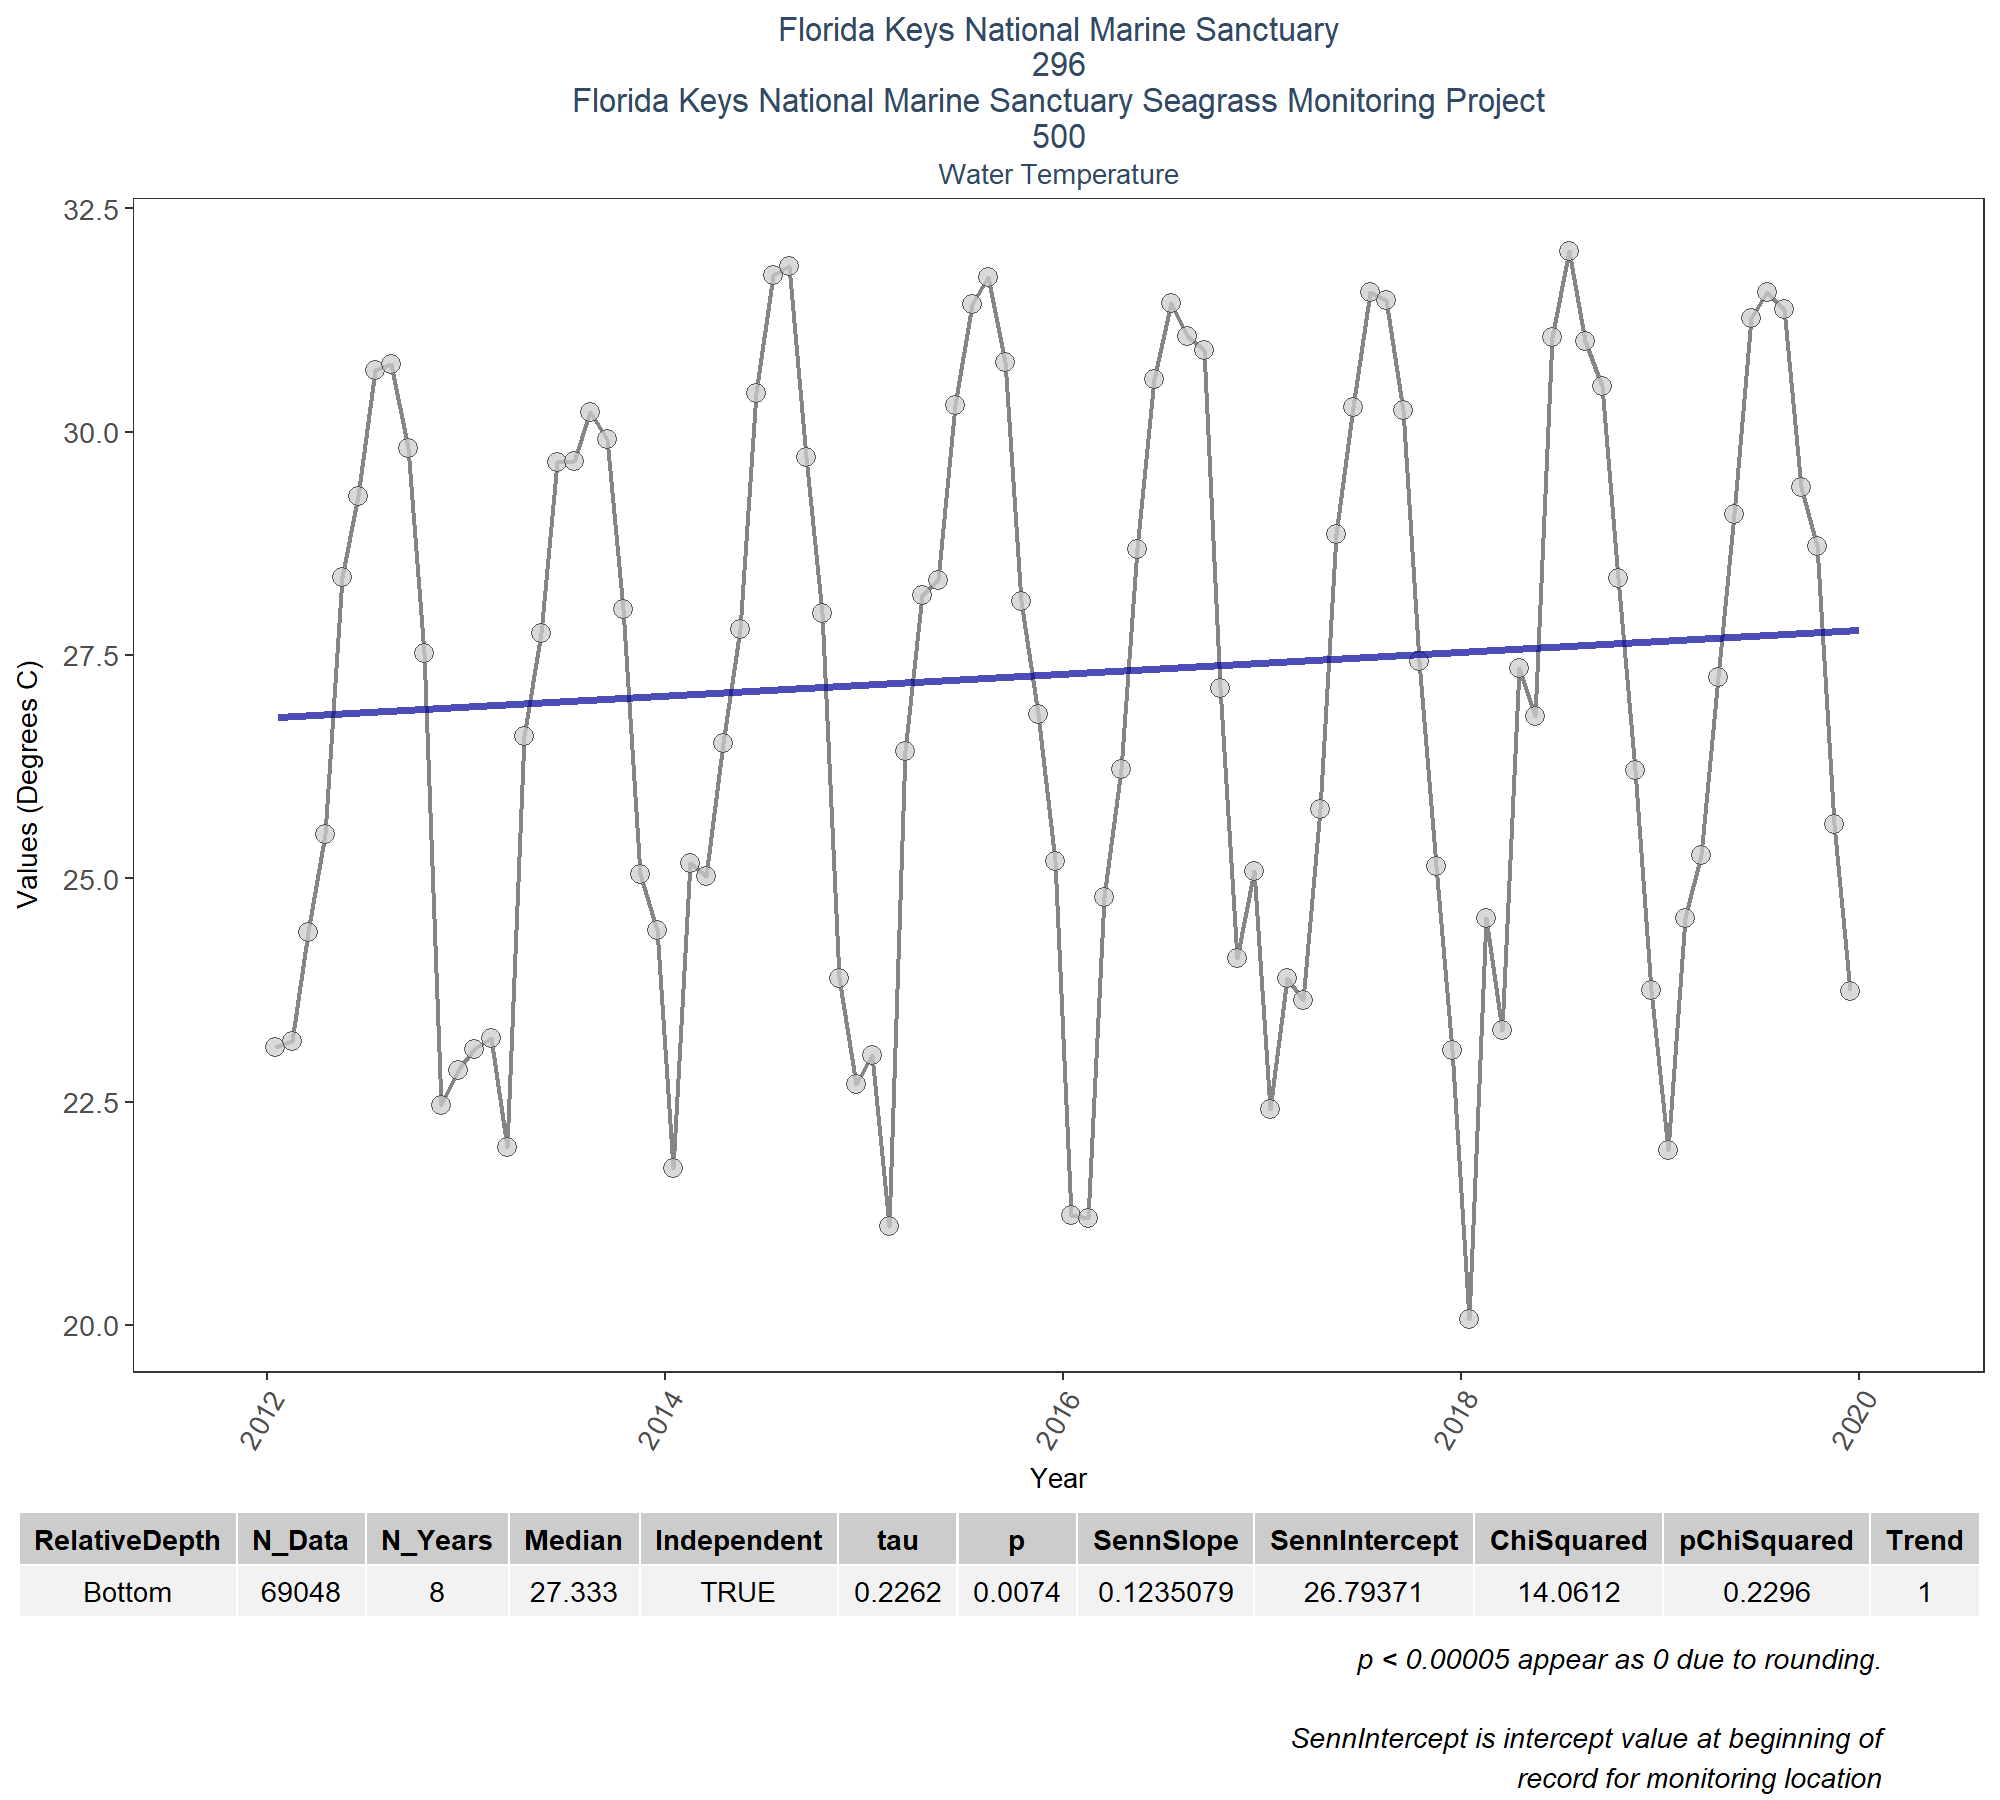 Florida Keys National Marine Sanctuary
296
Florida Keys National Marine Sanctuary Seagrass Monitoring Project
500
Water Temperature
32.5
30.0
27.5
25.0
22.5
20.0
Values (Degrees C)
2012
2014
2016
2018
2020
Year
RelativeDepth N_Data N_Years Median Independent tau p SennSlope SennIntercept ChiSquared pChiSquared Trend
Bottom 69048 8 27.333 TRUE 0.2262 0.0074 0.1235079 26.79371 14.0612 0.2296 1
p < 0.00005 appear as 0 due to rounding.
SennIntercept is intercept value at beginning of
record for monitoring location